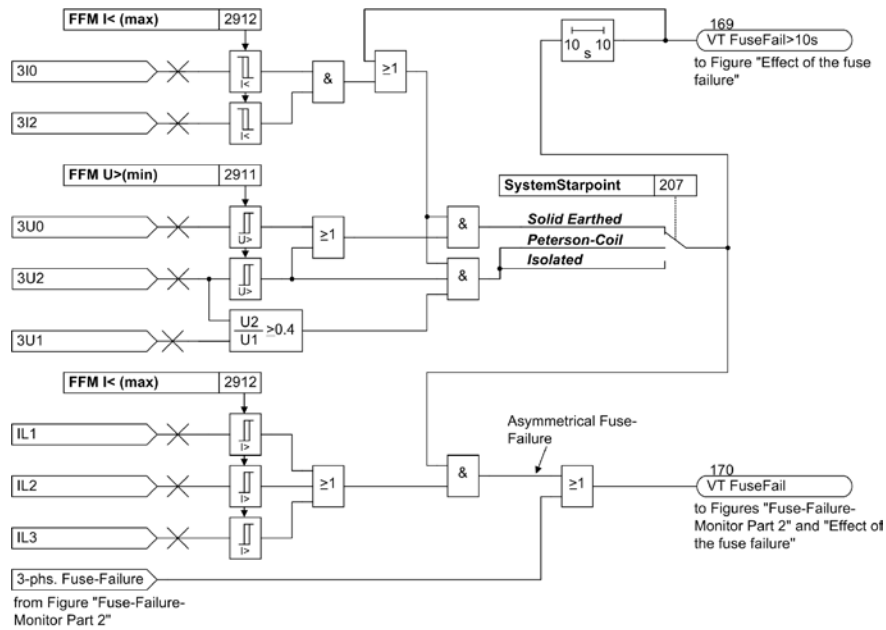 FFM I< (max) 2912
3I0
I<
3I2
I<
&
≥1
10 10
s
169
VT FuseFail>10s
to Figure "Effect of the fuse
failure"
FFM U>(min) 2911
3U0
U>
3U2
U>
≥1
3U1
U2
U1
≥0.4
&
&
SystemStarpoint 207
Solid Earthed
Peterson-Coil
Isolated
FFM I< (max) 2912
IL1
I>
IL2
I>
IL3
I>
≥1
&
Asymmetrical Fuse-
Failure
≥1
170
VT FuseFail
to Figures "Fuse-Failure-
Monitor Part 2" and "Effect of
the fuse failure"
3-phs. Fuse-Failure
from Figure "Fuse-Failure-
Monitor Part 2"